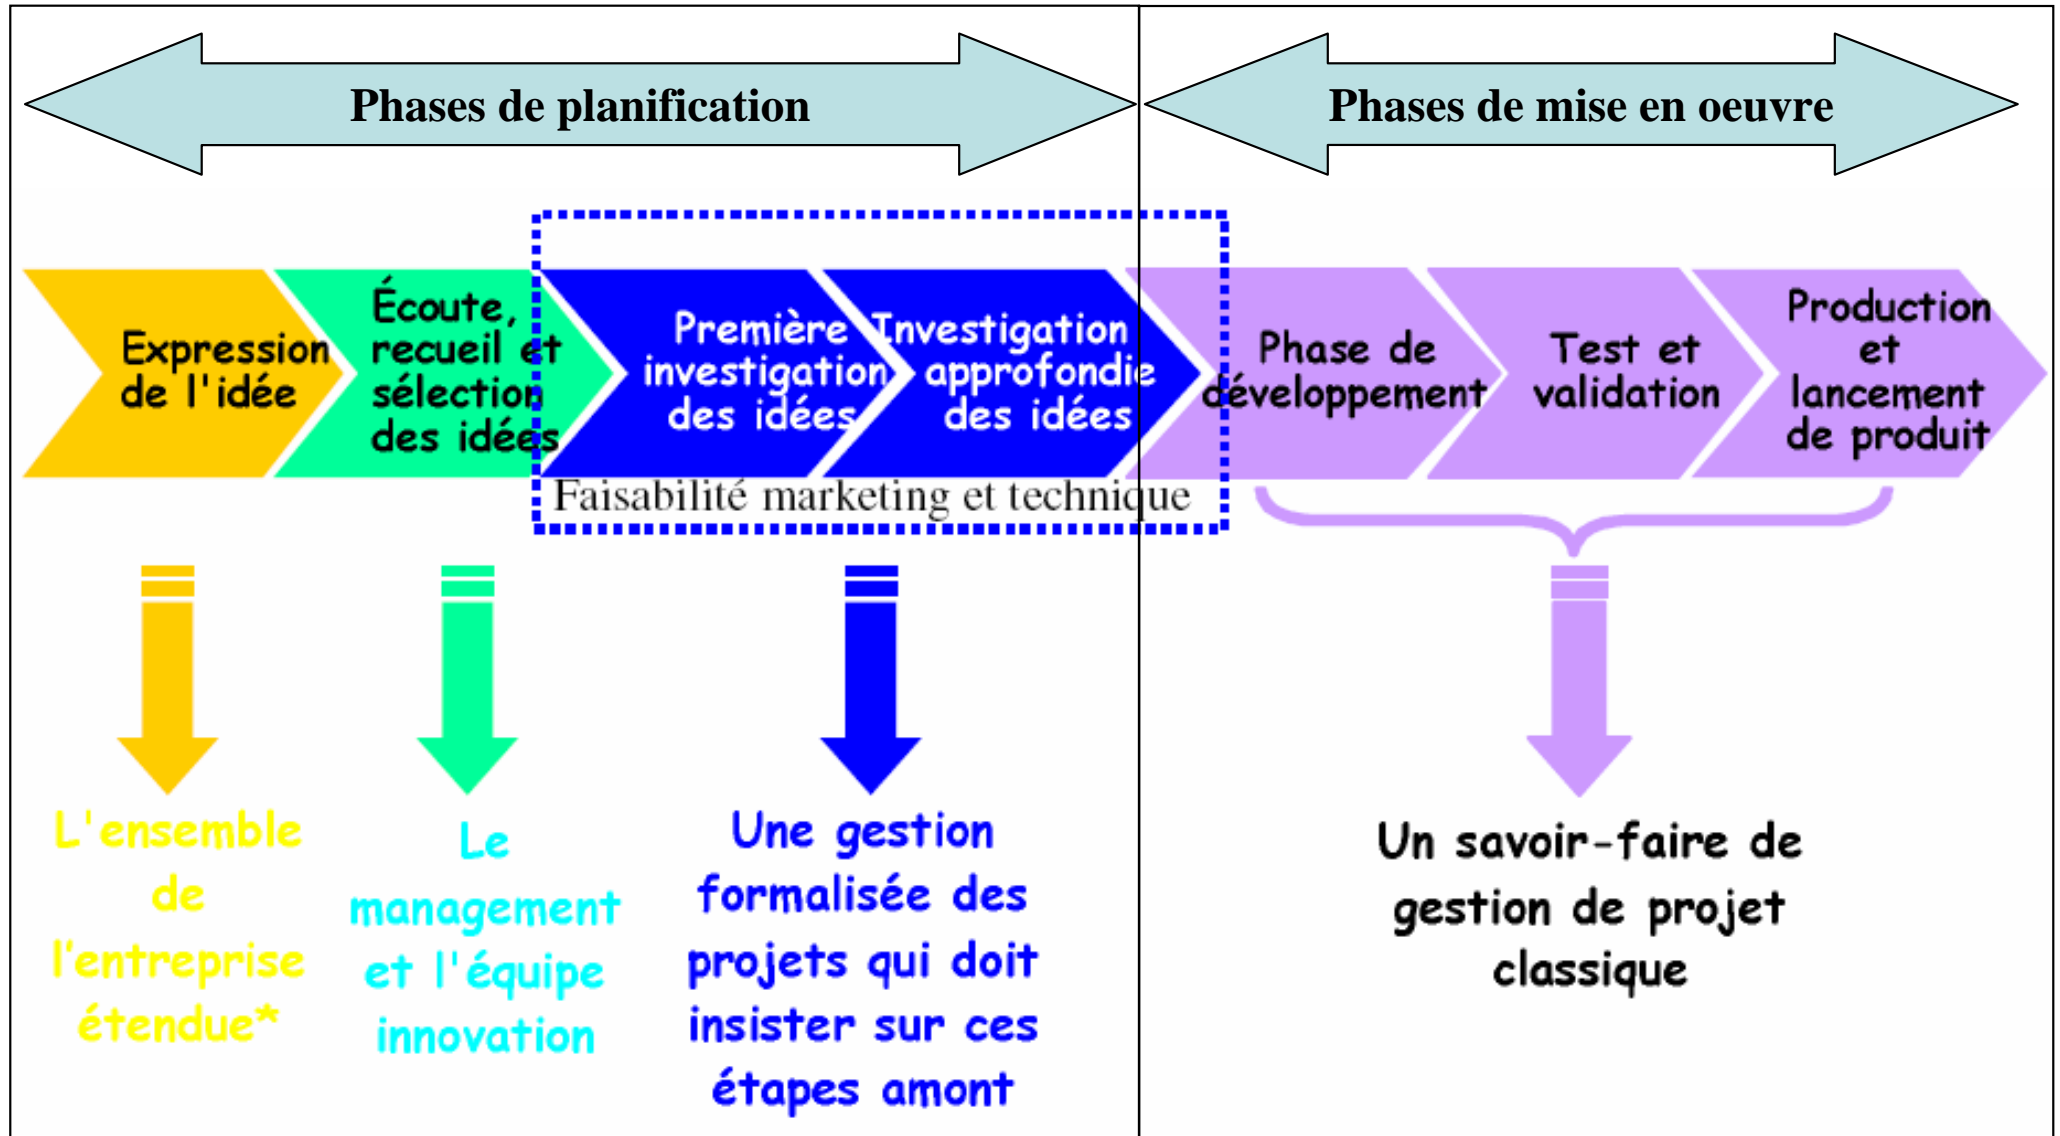 Phases de planification
Phases de mise en oeuvre
Expression
de l'idée
Écoute,
recueil et
sélection
des idées
Première
investigation
des idées
Investigation
approfondie
des idées
Faisabilité marketing et technique
Phase de
développement
Test et
validation
Production
et
lancement
de produit
L'ensemble
de
l'entreprise
étendue*
Le
management
et l'équipe
innovation
Une gestion
formalisée des
projets qui doit
insister sur ces
étapes amont
Un savoir-faire de
gestion de projet
classique